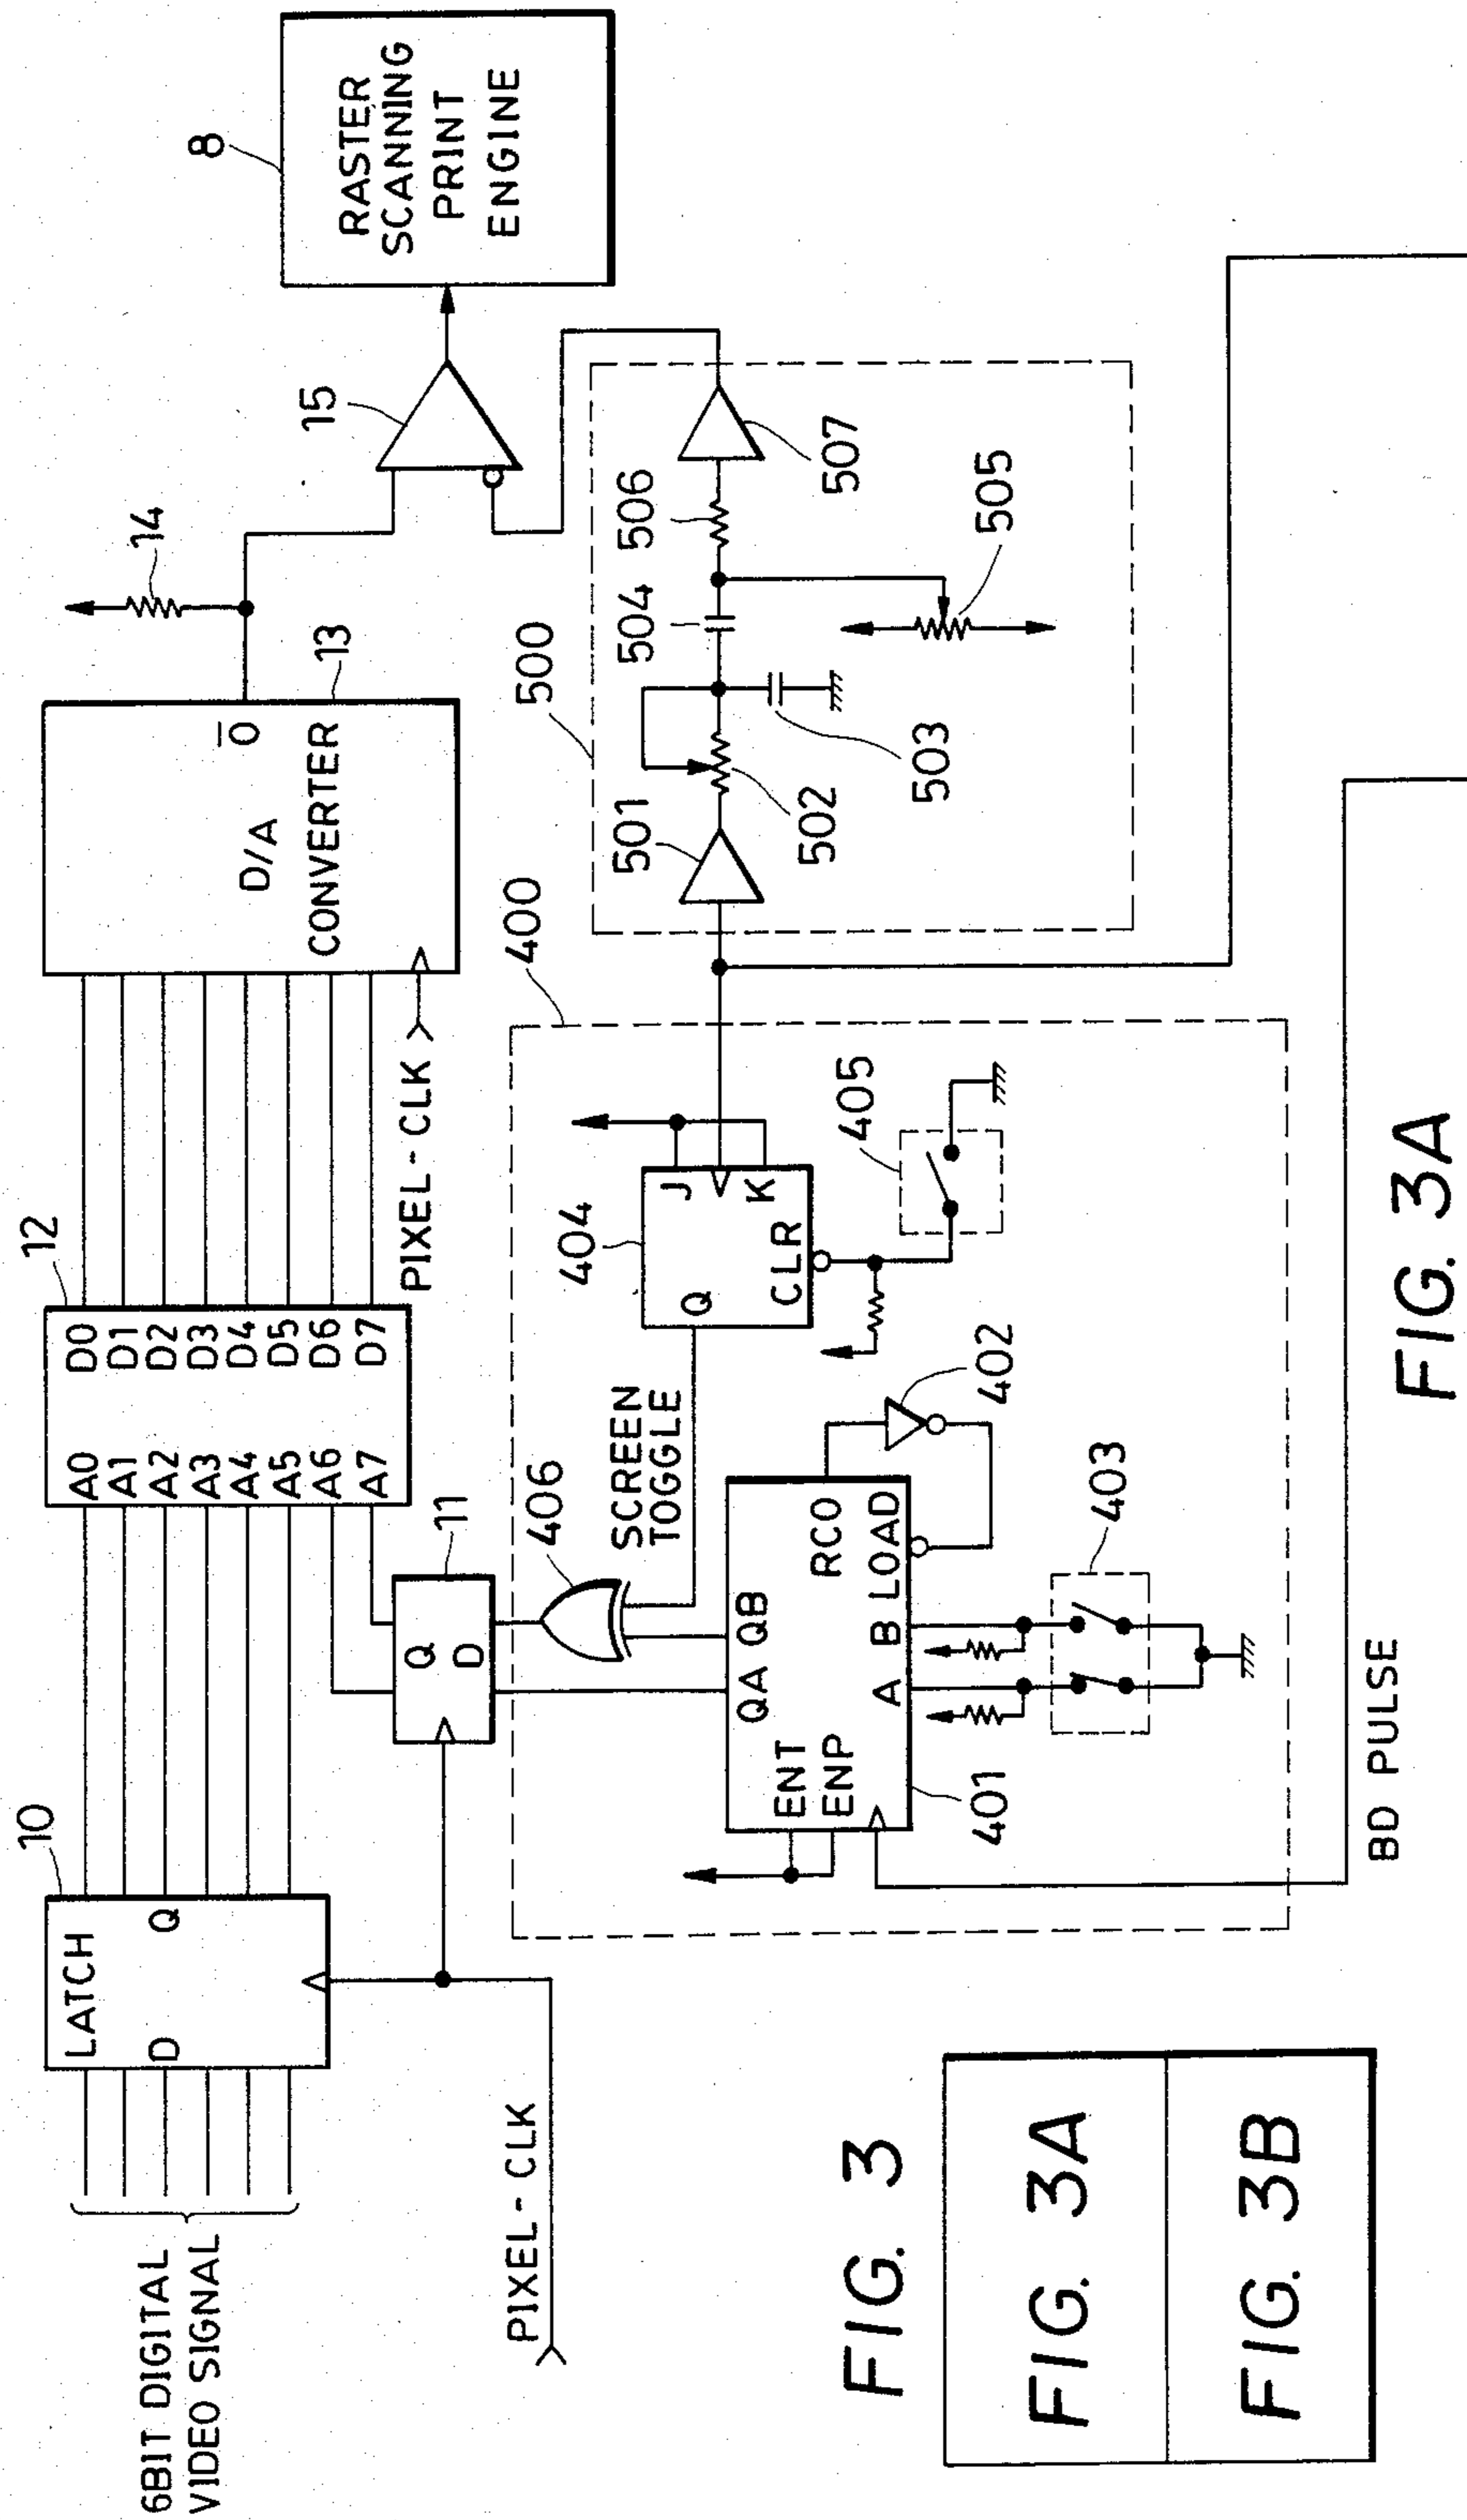 6BIT DIGITAL
VIDEO SIGNAL
PIXEL-CLK
10
LATCH
D
Q
12
A0 D0
A1 D1
A2 D2
A3 D3
A4 D4
A5 D5
A6 D6
A7 D7
11
Q
D
PIXEL-CLK
13
O
D/A
CONVERTER
14
15
8
RASTER
SCANNING
PRINT
ENGINE
400
406
SCREEN
TOGGLE
404
J
Q
K
CLR
405
QA QB
ENT
ENP
RCO
A B LOAD
401
402
403
BD PULSE
500
501
502
503
504
505
506
507
FIG. 3
FIG. 3A
FIG. 3B
FIG. 3A